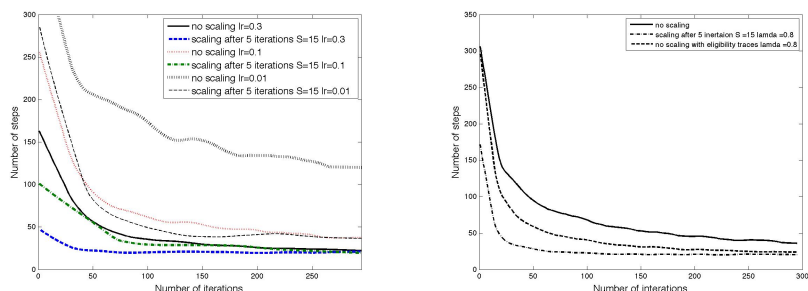 no scaling lr=0.3
scaling after 5 iterations S=15 lr=0.3
no scaling lr=0.1
scaling after 5 iterations S=15 lr=0.1
no scaling lr=0.01
scaling after 5 iterations S=15 lr=0.01
Number of steps
300
250
200
150
100
50
0
0
50
100
150
200
250
Number of iterations
no scaling
scaling after 5 inertaion S =15 lamda =0.8
no scaling with eligibility traces lamda =0.8
Number of steps
350
300
250
200
150
100
50
0
0
50
100
150
200
250
300
Number of interations